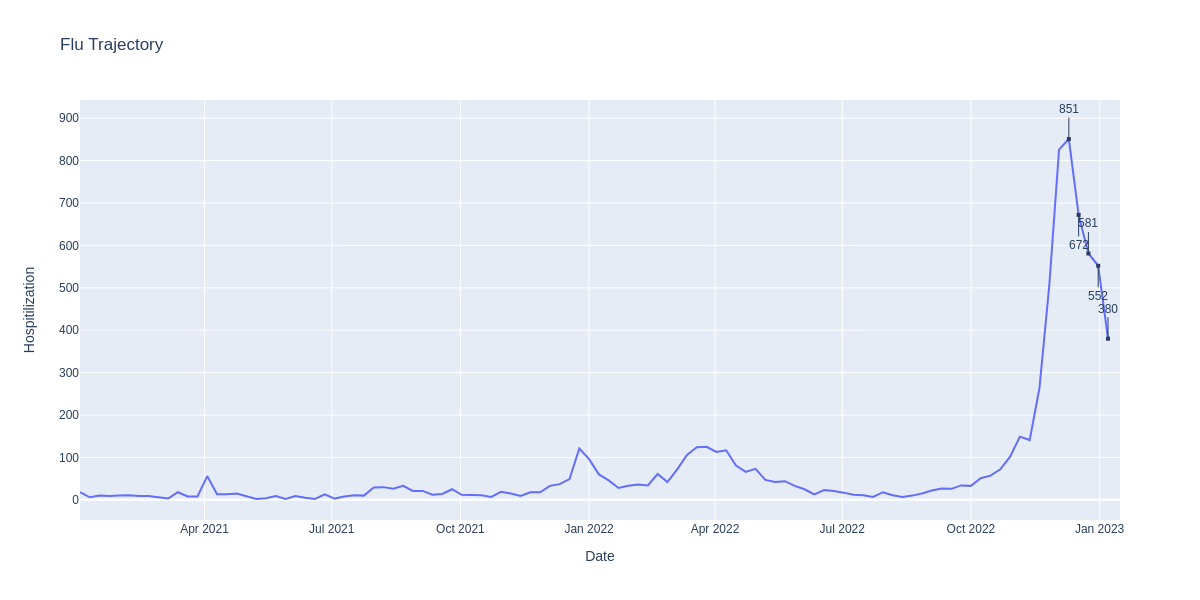 Flu Trajectory
Hospitilization
900
800
700
600
500
400
300
200
100
0
851
581
672
552
380
Apr 2021
Jul 2021
Oct 2021
Jan 2022
Apr 2022
Jul 2022
Oct 2022
Jan 2023
Date